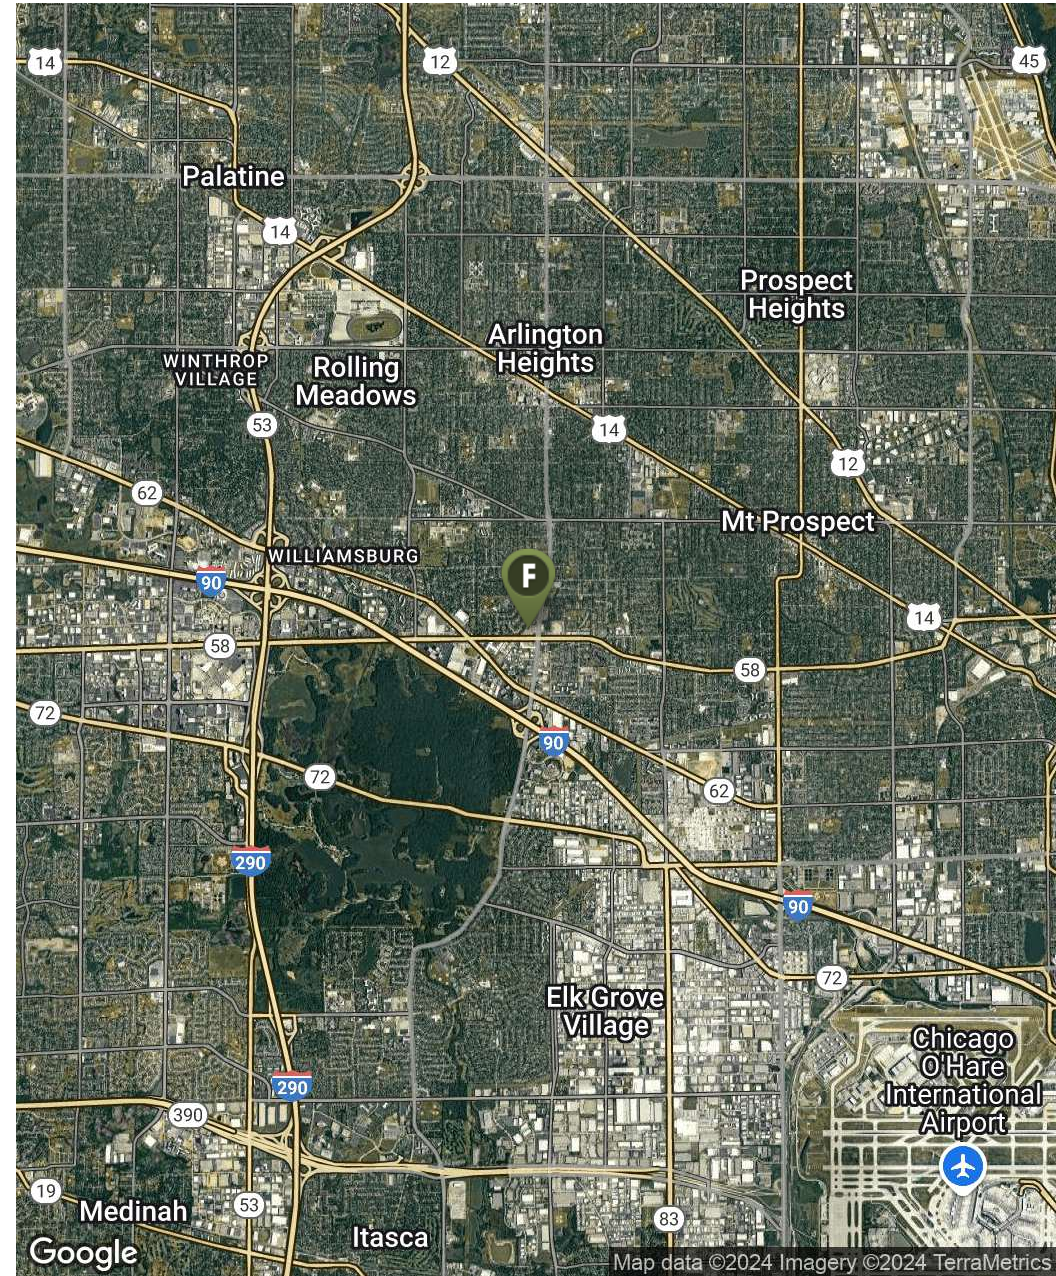 14
12
45
Palatine
14
Prospect
Heights
Arlington
Heights
WINTHROP
VILLAGE
Rolling
Meadows
53
14
12
62
Mt Prospect
WILLIAMSBURG
F
90
58
14
58
72
90
72
62
290
90
72
Elk Grove
Village
Chicago
O'Hare
International
Airport
290
390
19
Medinah
53
83
Itasca
Google
Map data ©2024 Imagery ©2024 TerraMetrics